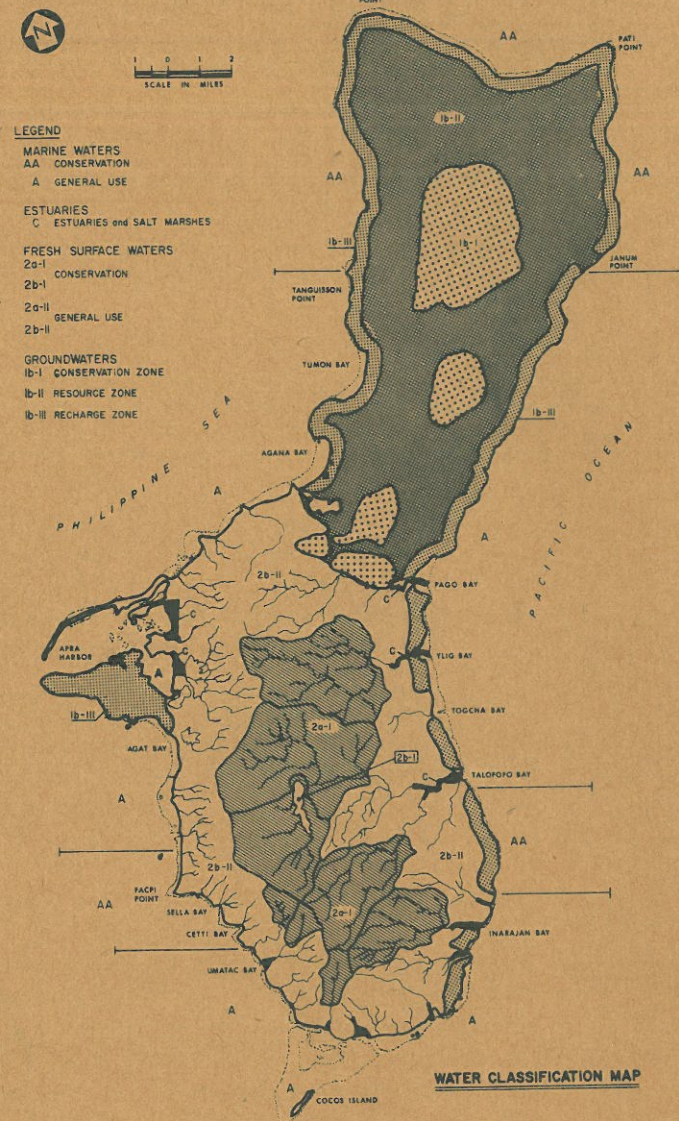 POINT
AA
PATI
POINT
N
1 0 1 2
SCALE IN MILES
LEGEND
MARINE WATERS
AA CONSERVATION
A GENERAL USE
ESTUARIES
C ESTUARIES and SALT MARSHES
FRESH SURFACE WATERS
2a-I
CONSERVATION
2b-I
2a-II
GENERAL USE
2b-II
GROUNDWATERS
Ib-I CONSERVATION ZONE
Ib-II RESOURCE ZONE
Ib-III RECHARGE ZONE
Ib-II
AA
AA
Ib-I
Ib-III
JANUM
POINT
TANGUISSON
POINT
TUMON BAY
Ib-III
AGANA BAY
PHILIPPINE SEA
PACIFIC OCEAN
A
A
2b-II
C
PAGO BAY
C
APRA
HARBOR
C
A
C
YLIG BAY
Ib-III
TOGCHA BAY
2a-I
AGAT BAY
2b-I
C
TALOFOFO BAY
A
AA
2b-II
2b-II
FACPI
POINT
AA
SELLA BAY
2a-I
CETTI BAY
INARAJAN BAY
UMATAC BAY
A
A
A
COCOS ISLAND
WATER CLASSIFICATION MAP